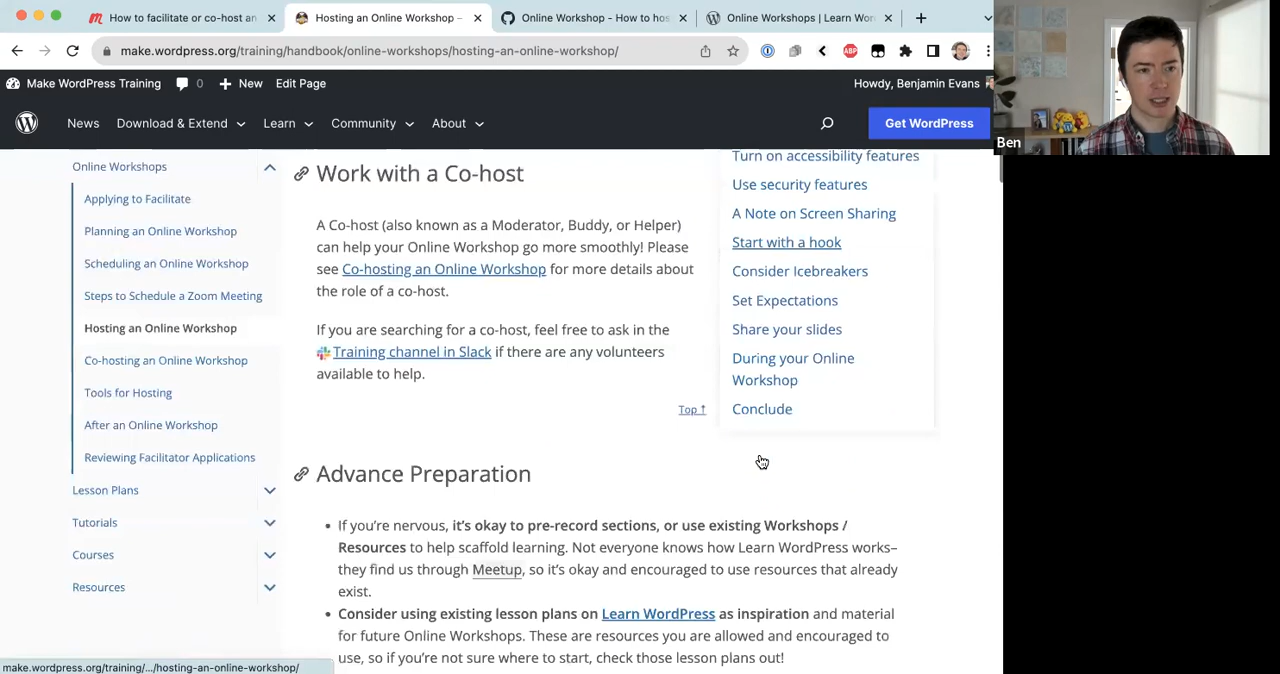 How to facilitate or co-host an
Hosting an Online Workshop –
Online Workshop - How to hos
Online Workshops | Learn Wor
make.wordpress.org/training/handbook/online-workshops/hosting-an-online-workshop/
ABP
Make WordPress Training
0
New
Edit Page
Howdy, Benjamin Evans
News
Download & Extend
Learn
Community
About
Get WordPress
Ben
Online Workshops
Applying to Facilitate
Planning an Online Workshop
Scheduling an Online Workshop
Steps to Schedule a Zoom Meeting
Hosting an Online Workshop
Co-hosting an Online Workshop
Tools for Hosting
After an Online Workshop
Reviewing Facilitator Applications
Lesson Plans
Tutorials
Courses
Resources
Work with a Co-host
A Co-host (also known as a Moderator, Buddy, or Helper)
can help your Online Workshop go more smoothly! Please
see Co-hosting an Online Workshop for more details about
the role of a co-host.
If you are searching for a co-host, feel free to ask in the
Training channel in Slack if there are any volunteers
available to help.
Top ↑
Turn on accessibility features
Use security features
A Note on Screen Sharing
Start with a hook
Consider Icebreakers
Set Expectations
Share your slides
During your Online
Workshop
Conclude
Advance Preparation
• If you're nervous, it's okay to pre-record sections, or use existing Workshops /
Resources to help scaffold learning. Not everyone knows how Learn WordPress works–
they find us through Meetup, so it's okay and encouraged to use resources that already
exist.
• Consider using existing lesson plans on Learn WordPress as inspiration and material
for future Online Workshops. These are resources you are allowed and encouraged to
use, so if you're not sure where to start, check those lesson plans out!
make.wordpress.org/training/.../hosting-an-online-workshop/